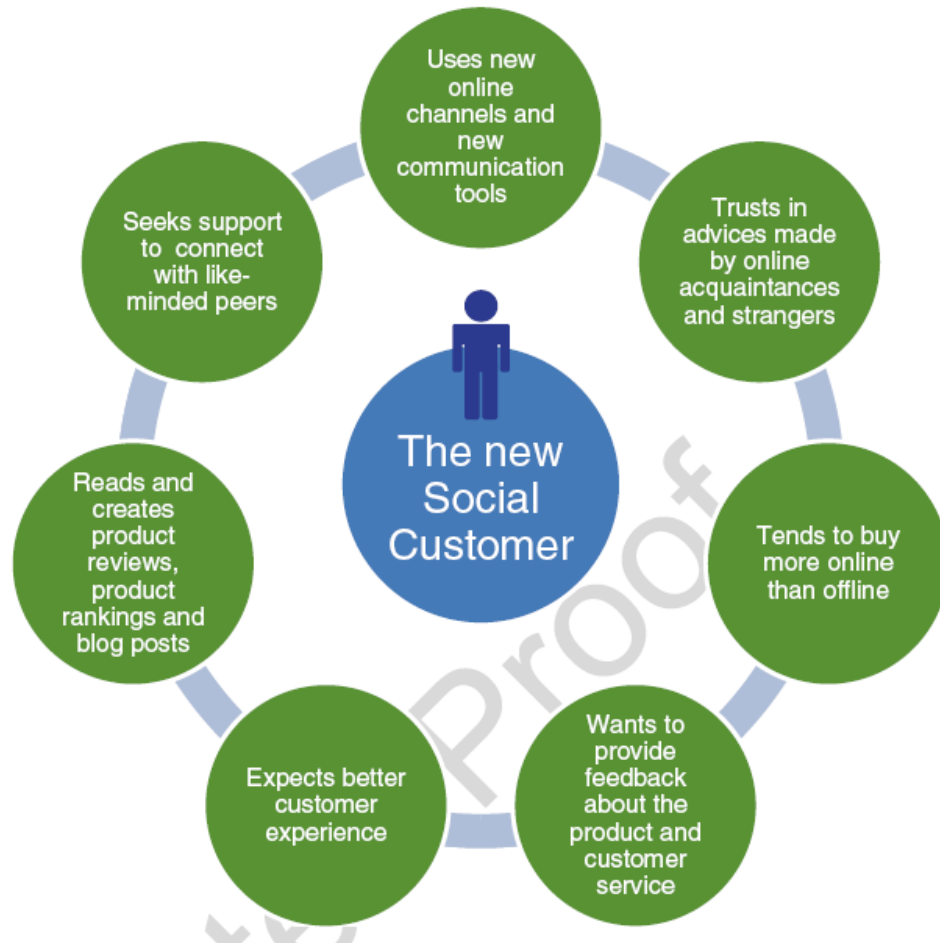 Uses new
online
channels and
new
communication
tools
Trusts in
advices made
by online
acquaintances
and strangers
Tends to buy
more online
than offline
Wants to
provide
feedback
about the
product and
customer
service
Expects better
customer
experience
Reads and
creates
product
reviews,
product
rankings and
blog posts
Seeks support
to connect
with like-
minded peers
The new
Social
Customer
Proof